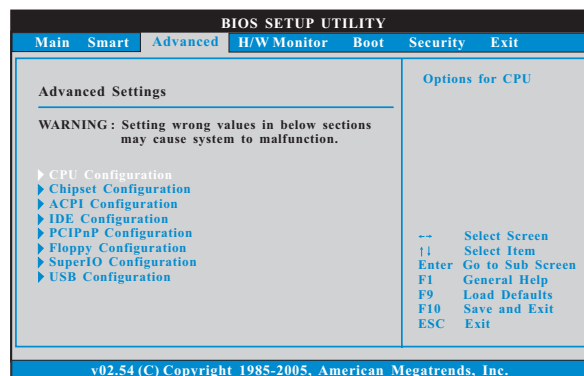 BIOS SETUP UTILITY
Main Smart Advanced H/W Monitor Boot Security Exit
Advanced Settings
WARNING : Setting wrong values in below sections
may cause system to malfunction.
CPU Configuration
Chipset Configuration
ACPI Configuration
IDE Configuration
PCIPnP Configuration
Floppy Configuration
SuperIO Configuration
USB Configuration
Options for CPU
←→ Select Screen
↑↓ Select Item
Enter Go to Sub Screen
F1 General Help
F9 Load Defaults
F10 Save and Exit
ESC Exit
v02.54 (C) Copyright 1985-2005, American Megatrends, Inc.